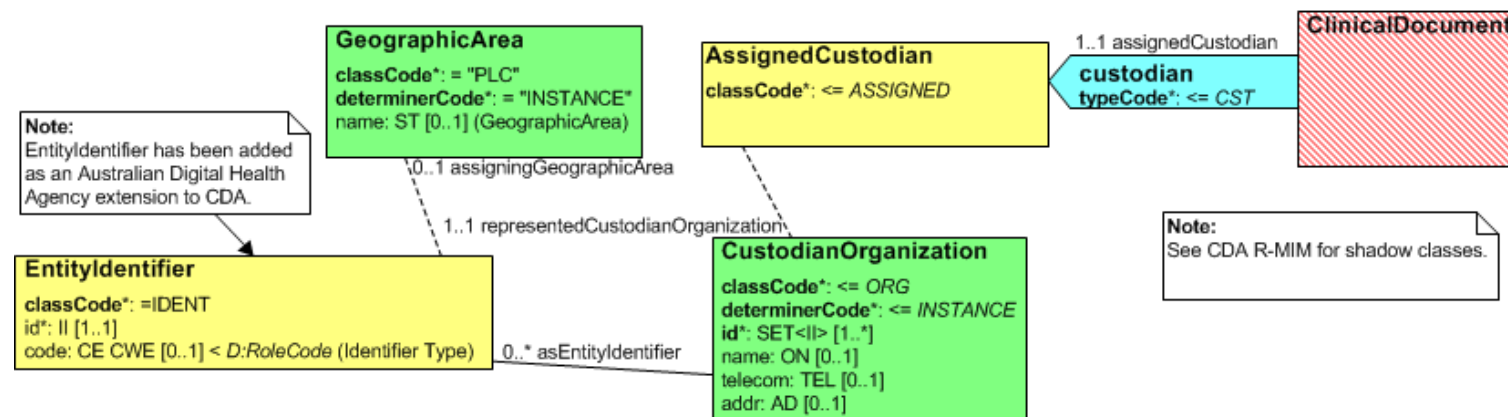 GeographicArea
classCode*: = "PLC"
determinerCode*: = "INSTANCE"
name: ST [0..1] (GeographicArea)
AssignedCustodian
classCode*: <= ASSIGNED
1..1 assignedCustodian
custodian
typeCode*: <= CST
ClinicalDocument
Note:
EntityIdentifier has been added
as an Australian Digital Health
Agency extension to CDA.
0..1 assigningGeographicArea
1..1 representedCustodianOrganization
Note:
See CDA R-MIM for shadow classes.
EntityIdentifier
classCode*: =IDENT
id*: II [1..1]
code: CE CWE [0..1] < D:RoleCode (Identifier Type)
0..* asEntityIdentifier
CustodianOrganization
classCode*: <= ORG
determinerCode*: <= INSTANCE
id*: SET<II> [1..*]
name: ON [0..1]
telecom: TEL [0..1]
addr: AD [0..1]